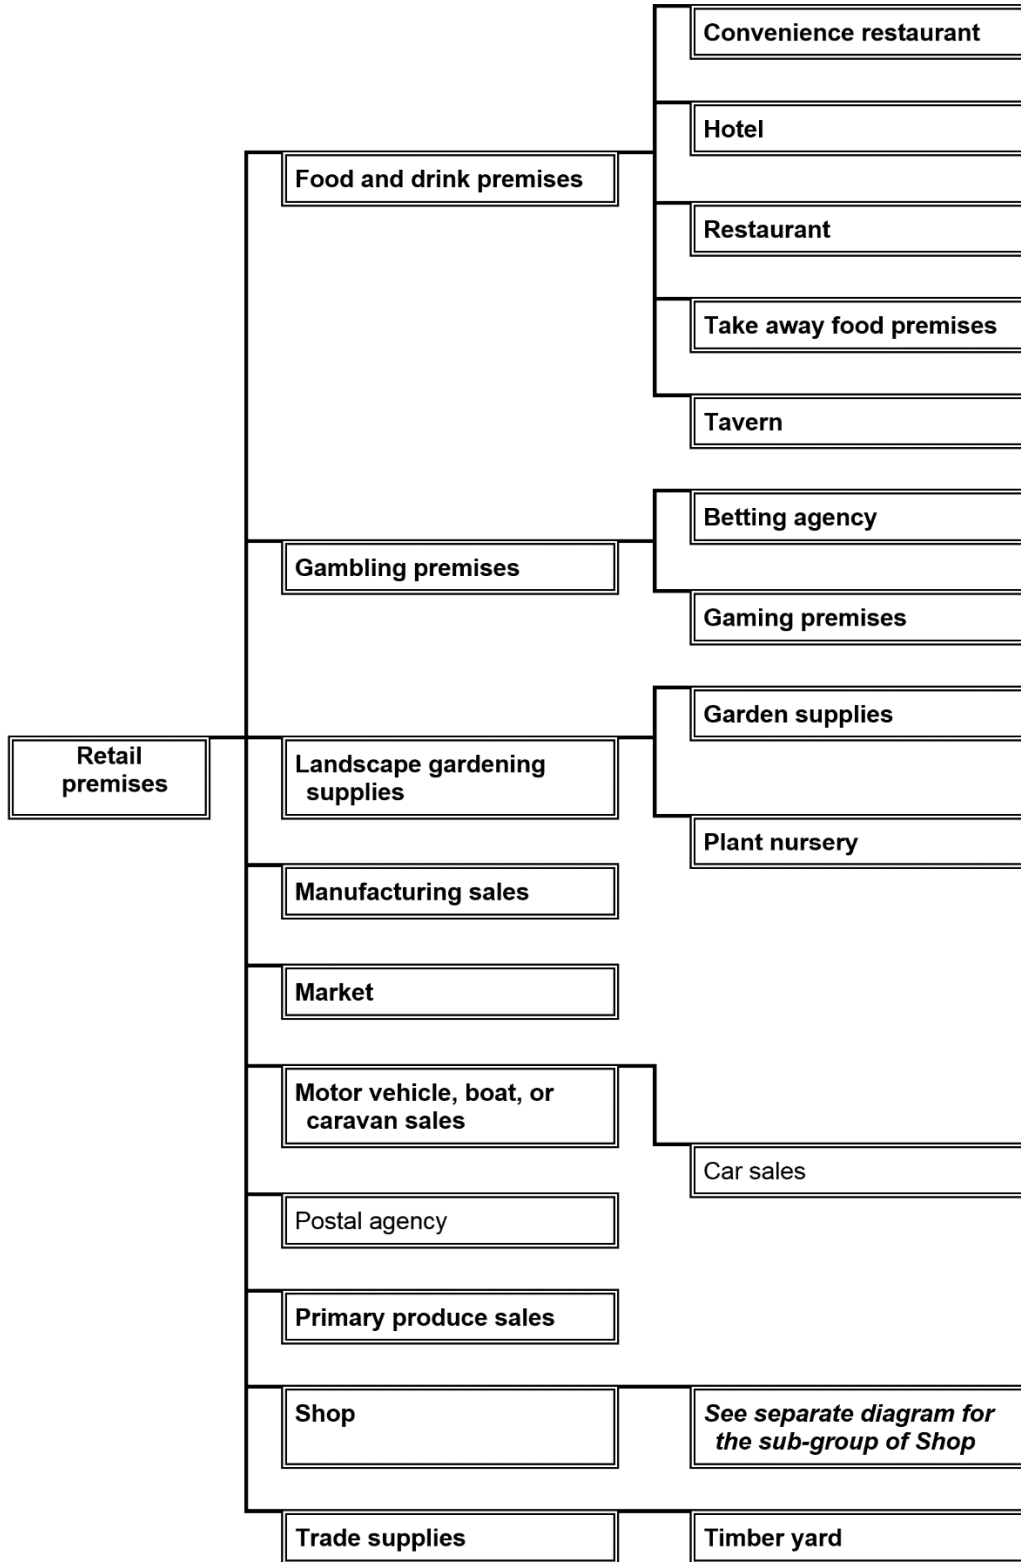 Convenience restaurant
Hotel
Food and drink premises
Restaurant
Take away food premises
Tavern
Betting agency
Gambling premises
Gaming premises
Garden supplies
Retail
premises
Landscape gardening
supplies
Plant nursery
Manufacturing sales
Market
Motor vehicle, boat, or
caravan sales
Car sales
Postal agency
Primary produce sales
Shop
See separate diagram for
the sub-group of Shop
Trade supplies
Timber yard